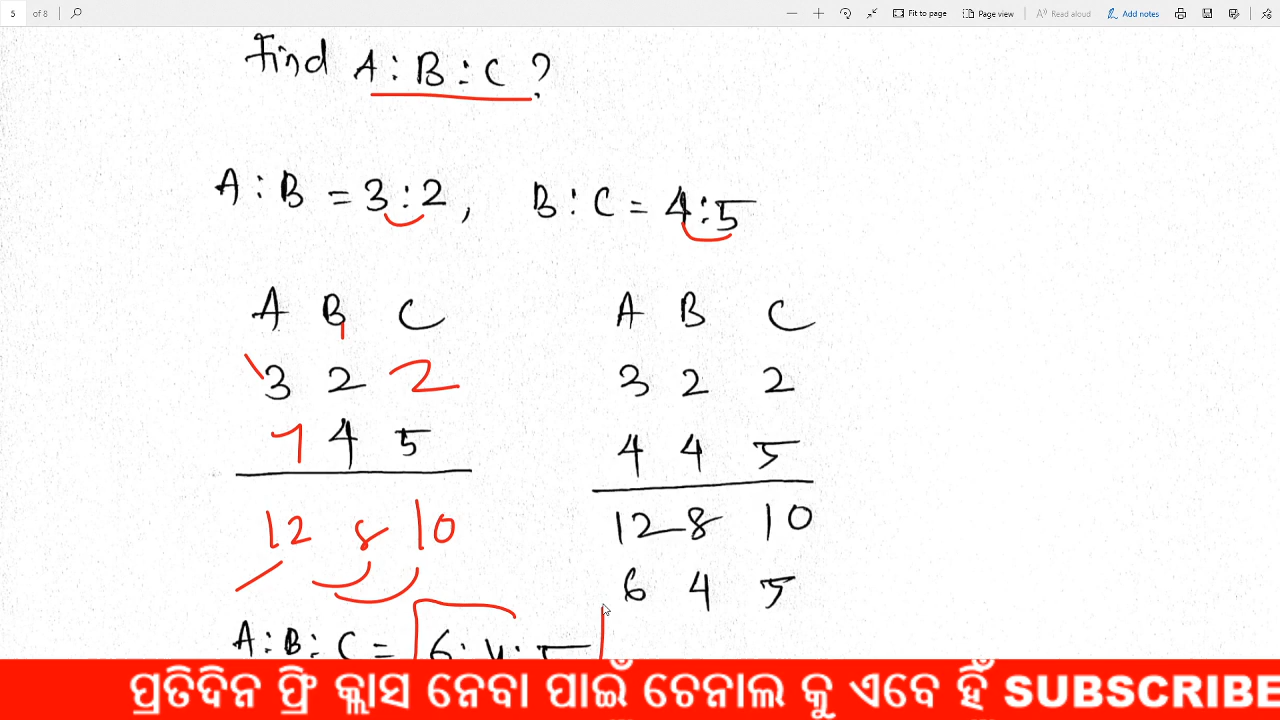 5 of 8 Fit to page Page view Read aloud Add notes
Find A : B : C ?
A : B = 3 : 2 , B : C = 4 : 5
A B C A B C
3 2 2 3 2 2
4 5 4 4 5
12 8 10 12 8 10
6 4 5
A : B : C = 6 : 4 : 5
ପ୍ରତିଦିନ ଫ୍ରି କ୍ଲାସ ନେବା ପାଇଁ ଚେନାଲ କୁ ଏବେ ହିଁ SUBSCRIBE